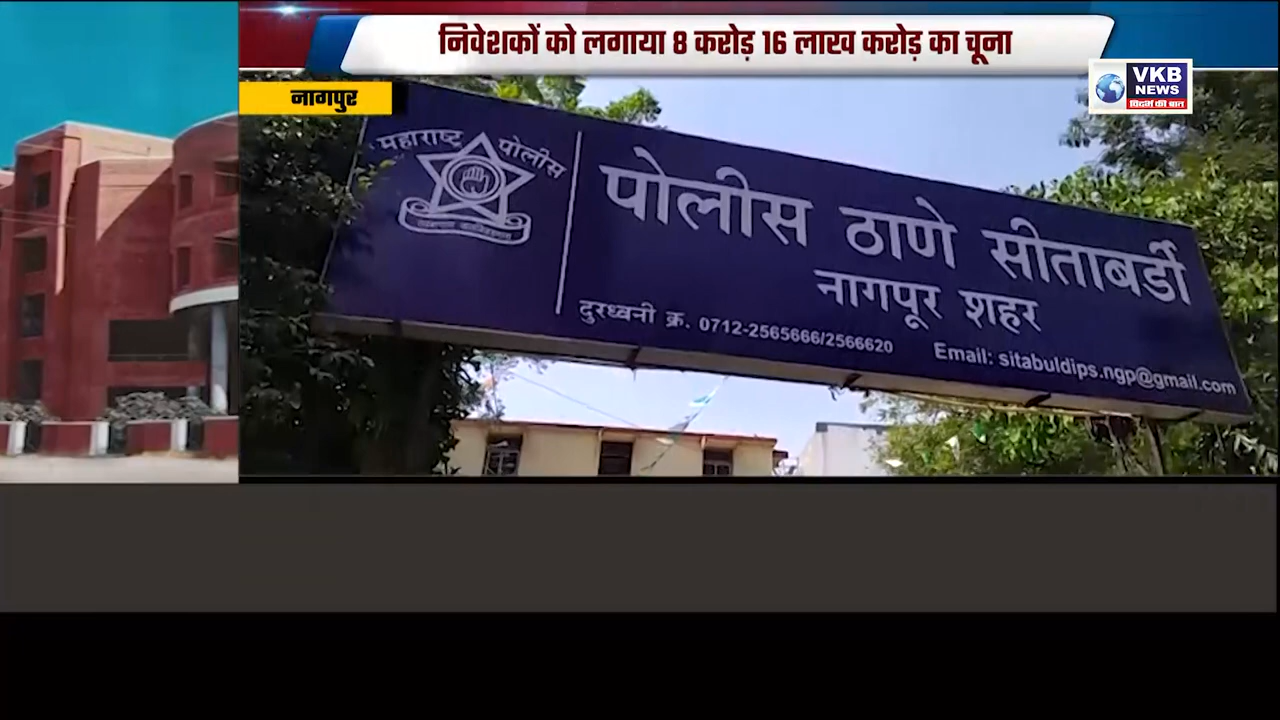 निवेशकों को लगाया 8 करोड़ 16 लाख करोड़ का चूना
VKB
NEWS
विदर्भ की बात
नागपुर
महाराष्ट्र पोलीस
पोलीस ठाणे सीताबर्डी
नागपूर शहर
दुरध्वनी क्र. 0712-2565666/2566620
Email: sitabuldips.ngp@gmail.com